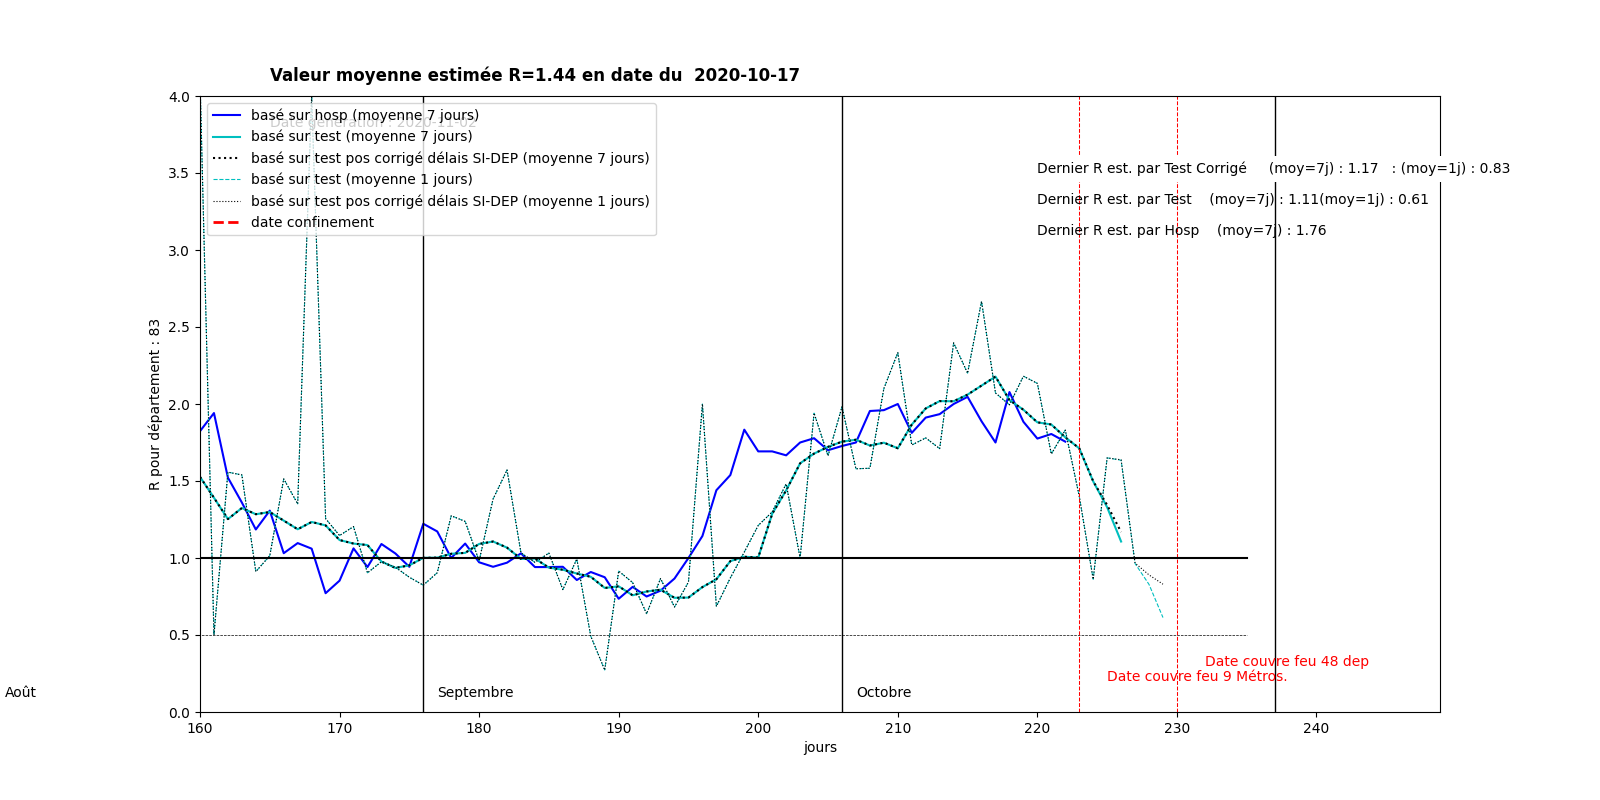 Valeur moyenne estimée R=1.44 en date du  2020-10-17
4.0
3.5
3.0
2.5
2.0
1.5
1.0
0.5
0.0
R pour département : 83
Date génération : 2020-11-02
basé sur hosp (moyenne 7 jours)
basé sur test (moyenne 7 jours)
basé sur test pos corrigé délais SI-DEP (moyenne 7 jours)
basé sur test (moyenne 1 jours)
basé sur test pos corrigé délais SI-DEP (moyenne 1 jours)
date confinement
Dernier R est. par Test Corrigé    (moy=7j) : 1.17   : (moy=1j) : 0.83
Dernier R est. par Test    (moy=7j) : 1.11(moy=1j) : 0.61
Dernier R est. par Hosp    (moy=7j) : 1.76
Date couvre feu 48 dep
Date couvre feu 9 Métros.
Août
Septembre
Octobre
160 170 180 190 200 210 220 230 240
jours